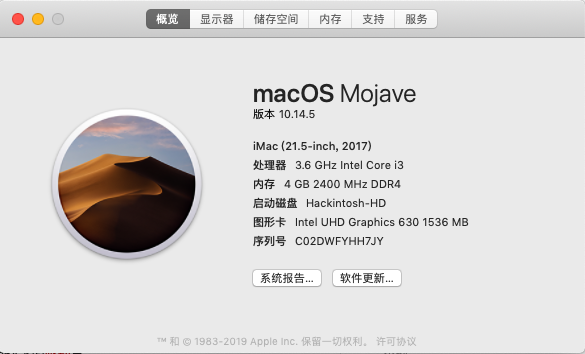 概览 显示器 储存空间 内存 支持 服务
macOS Mojave
版本 10.14.5
iMac (21.5-inch, 2017)
处理器 3.6 GHz Intel Core i3
内存 4 GB 2400 MHz DDR4
启动磁盘 Hackintosh-HD
图形卡 Intel UHD Graphics 630 1536 MB
序列号 C02DWFYHH7JY
系统报告... 软件更新...
™ 和 © 1983-2019 Apple Inc. 保留一切权利。 许可协议